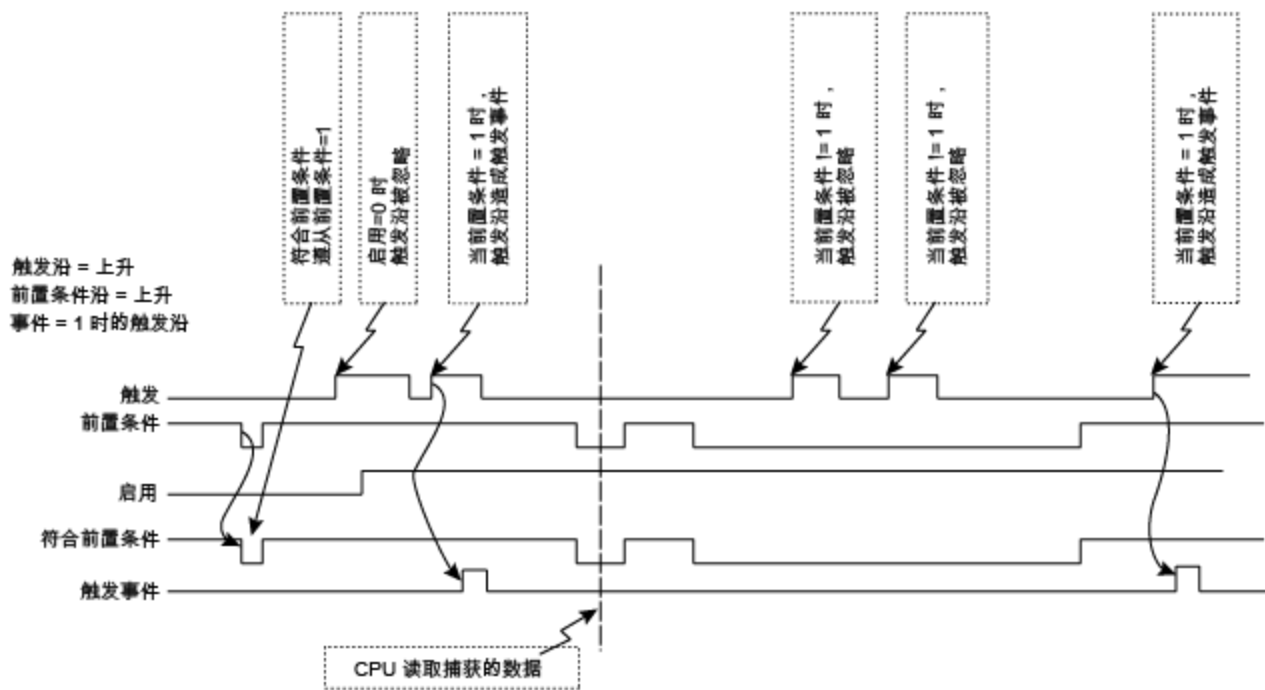 符合前置条件
遵从前置条件=1
启用=0 时
触发沿被忽略
当前置条件 = 1 时，
触发沿造成触发事件
当前置条件 != 1 时，
触发沿被忽略
当前置条件 != 1 时，
触发沿被忽略
当前置条件 = 1 时，
触发沿造成触发事件
触发沿 = 上升
前置条件沿 = 上升
事件 = 1 时的触发沿
触发
前置条件
启用
符合前置条件
触发事件
CPU 读取捕获的数据